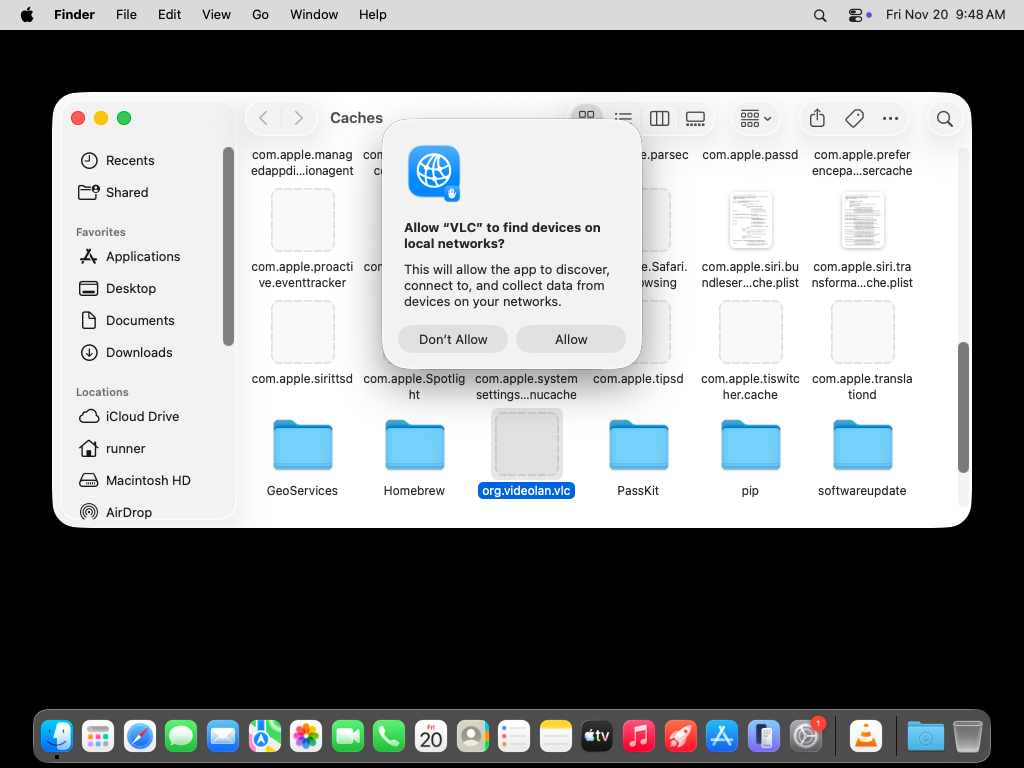 Finder File Edit View Go Window Help Fri Nov 20 9:48 AM
Caches
Recents
Shared
Favorites
Applications
Desktop
Documents
Downloads
Locations
iCloud Drive
runner
Macintosh HD
AirDrop
com.apple.manag
edappdi...ionagent
.parsec
com.apple.passd
com.apple.prefer
encepa...sercache
com.apple.proacti
ve.eventtracker
e.Safari.
wsing
com.apple.siri.bu
ndleser...che.plist
com.apple.siri.tra
nsforma...che.plist
com.apple.sirittsd
com.apple.Spotlig
ht
com.apple.system
settings...nucache
com.apple.tipsd
com.apple.tiswitc
her.cache
com.apple.transla
tiond
GeoServices
Homebrew
org.videolan.vlc
PassKit
pip
softwareupdate
Allow “VLC” to find devices on
local networks?
This will allow the app to discover,
connect to, and collect data from
devices on your networks.
Don’t Allow
Allow
Fri
20
tv
1